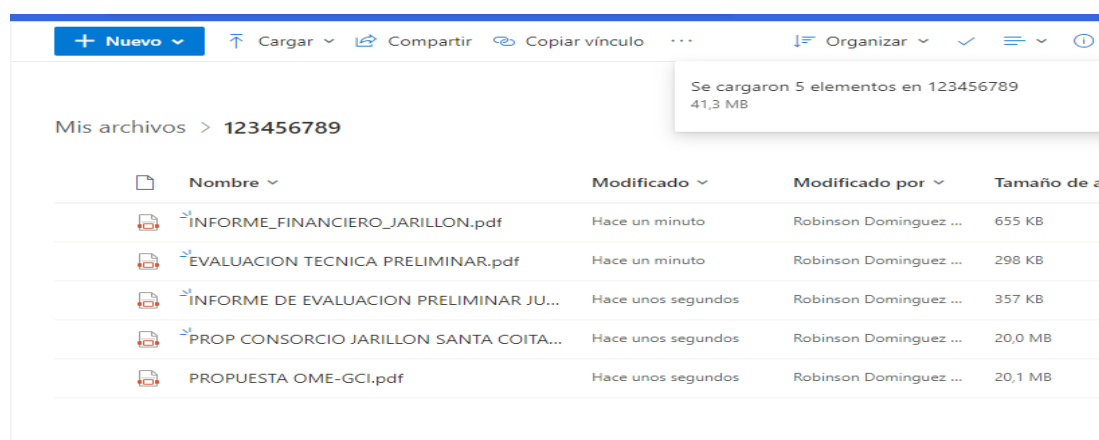 Nuevo Cargar Compartir Copiar vínculo ... Organizar
Se cargaron 5 elementos en 123456789
41,3 MB
Mis archivos > 123456789
Nombre Modificado Modificado por Tamaño de a
INFORME_FINANCIERO_JARILLON.pdf Hace un minuto Robinson Dominguez ... 655 KB
EVALUACION TECNICA PRELIMINAR.pdf Hace un minuto Robinson Dominguez ... 298 KB
INFORME DE EVALUACION PRELIMINAR JU... Hace unos segundos Robinson Dominguez ... 357 KB
PROP CONSORCIO JARILLON SANTA COITA... Hace unos segundos Robinson Dominguez ... 20,0 MB
PROPUESTA OME-GCI.pdf Hace unos segundos Robinson Dominguez ... 20,1 MB